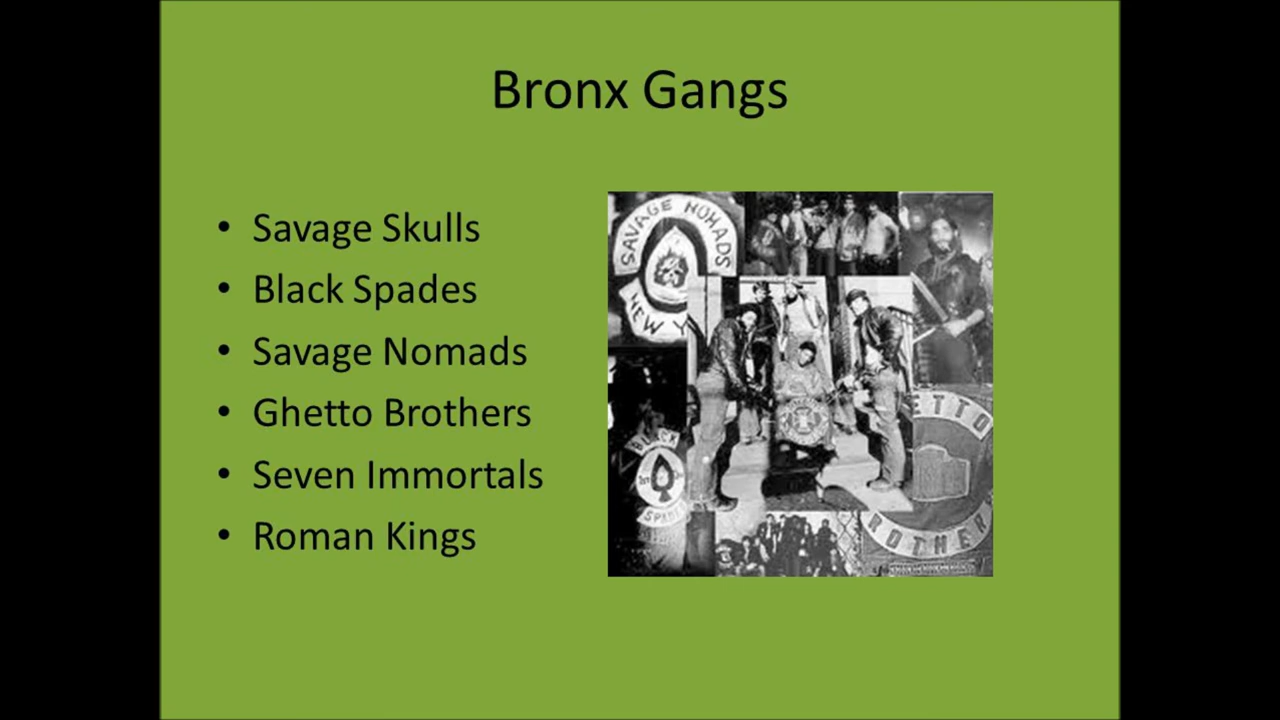 Bronx Gangs
• Savage Skulls
• Black Spades
• Savage Nomads
• Ghetto Brothers
• Seven Immortals
• Roman Kings
SAVAGE NOMADS
NEW Y
ETTO
ROTHER
SPADE